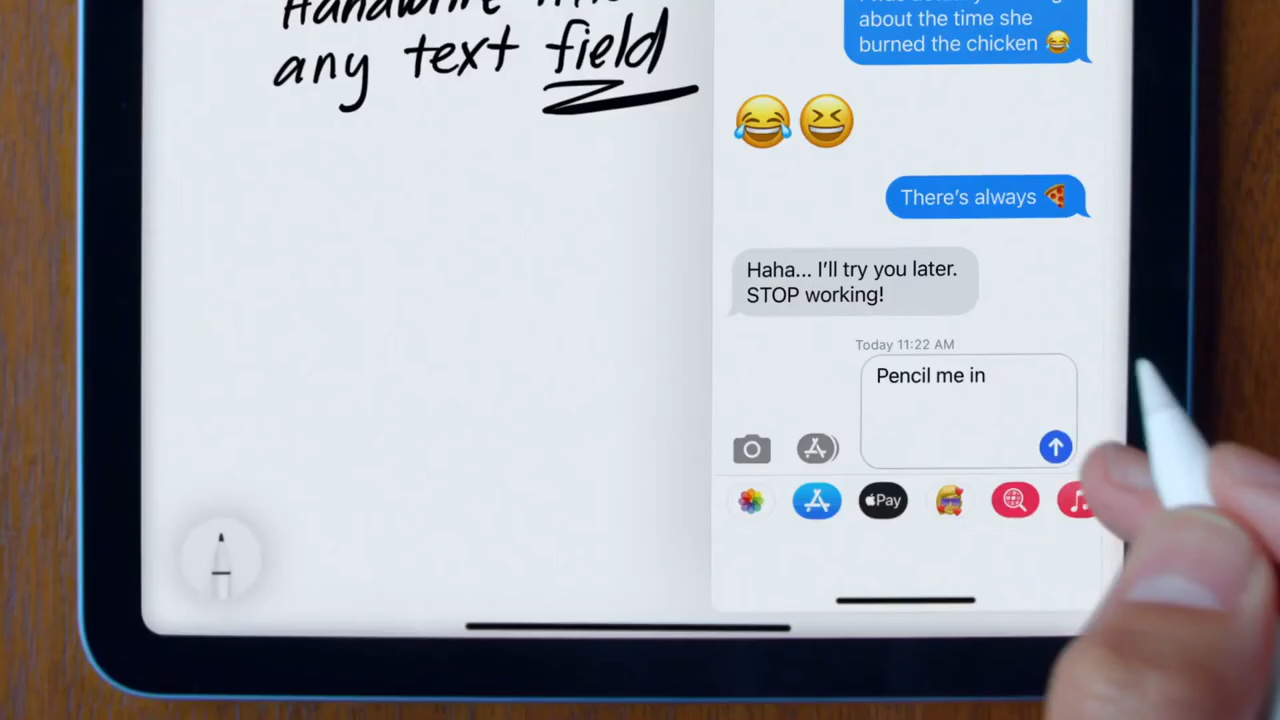 any text field
about the time she
burned the chicken 😂
😂😆
There's always 🍕
Haha... I'll try you later.
STOP working!
Today 11:22 AM
Pencil me in
Pay